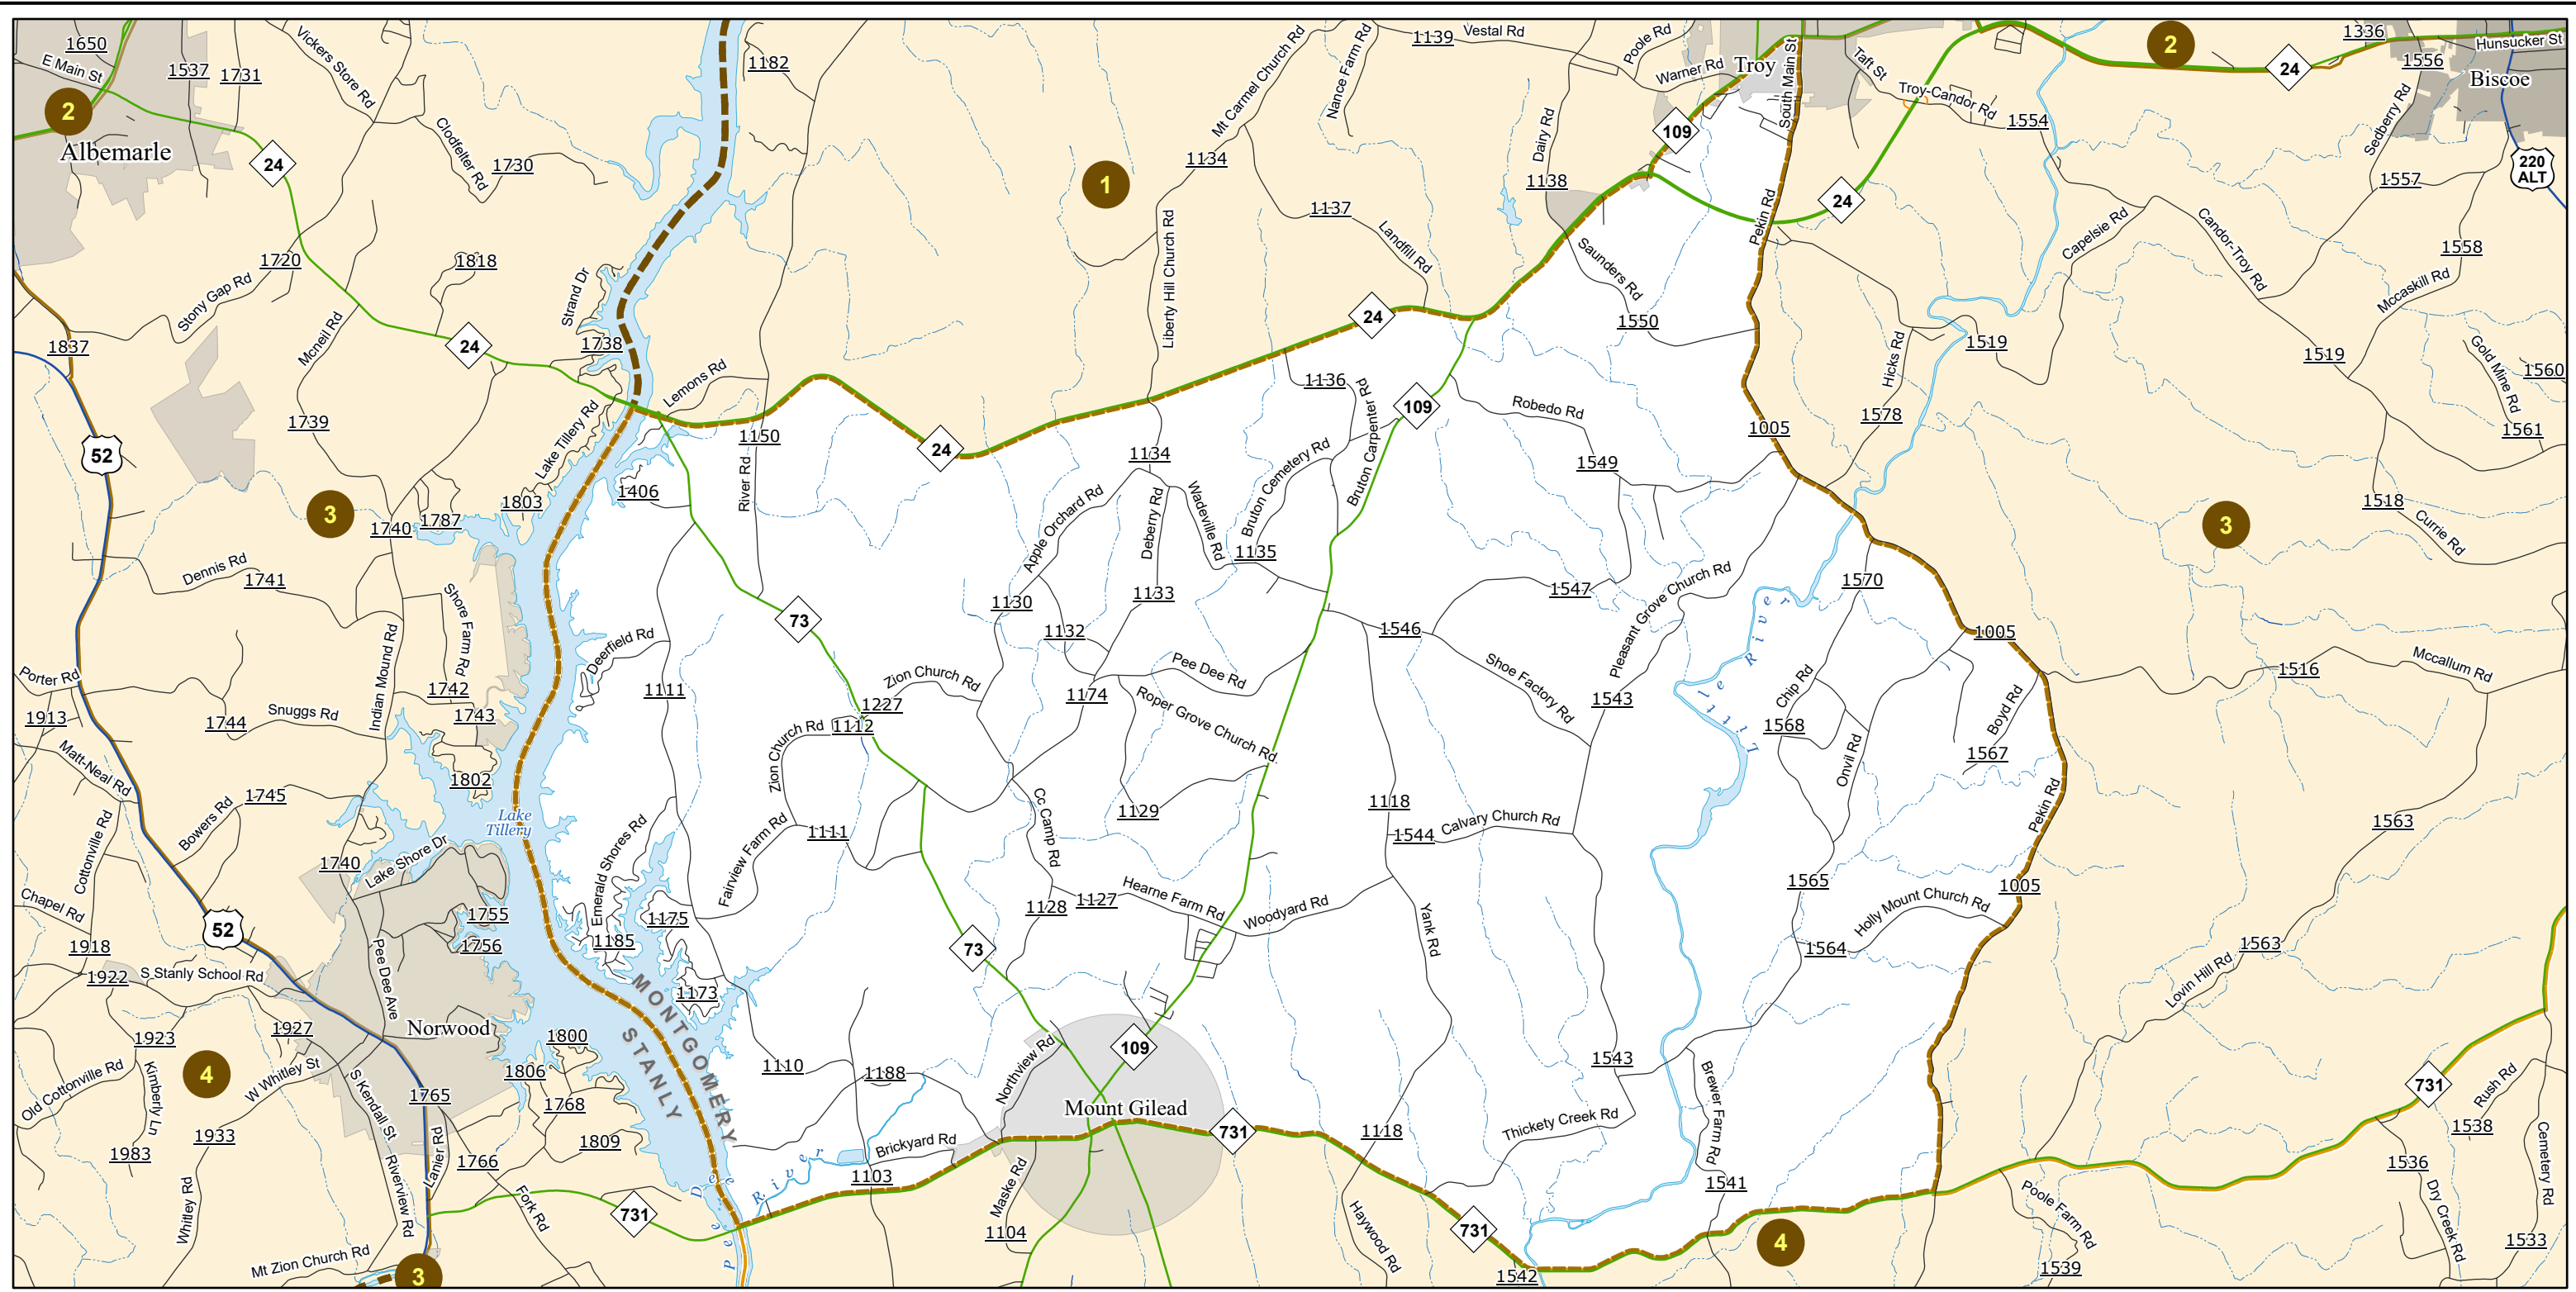 1650
E Main St
1537
1731
Vickers Store Rd
1182
Mt Carmel Church Rd
Nance Farm Rd
1139
Vestal Rd
Poole Rd
Warner Rd
Troy
South Main St
Taft St
Troy-Candor Rd
2
24
1336
1556
Hunsucker St
Biscoe
2
Albemarle
24
Clodfelter Rd
1730
1
1134
1137
Landfill Rd
Dairy Rd
1138
109
24
Pekin Rd
1554
Sedberry Rd
1557
220
ALT
1720
Stony Gap Rd
1818
Strand Dr
Liberty Hill Church Rd
Saunders Rd
1550
Capelsie Rd
Candor-Troy Rd
1558
Mccaskill Rd
1837
Mcneil Rd
24
1738
Lemons Rd
24
Hicks Rd
1519
1519
Gold Mine Rd
1560
1739
Lake Tillery Rd
1150
24
1136
Bruton Carpenter Rd
109
Robedo Rd
1005
1578
1561
52
3
1740
1787
1803
1406
River Rd
1134
Apple Orchard Rd
Deberry Rd
Wadeville Rd
Bruton Cemetery Rd
1135
1549
1518
Currie Rd
3
Dennis Rd
1741
Shore Farm Rd
Indian Mound Rd
73
1130
1133
1132
1547
1546
Pleasant Grove Church Rd
Little River
1570
1005
Porter Rd
1913
1742
1743
1744
Snuggs Rd
Deerfield Rd
1111
Zion Church Rd
1227
1112
Zion Church Rd
1174
Pee Dee Rd
Roper Grove Church Rd
Shoe Factory Rd
1543
Chip Rd
1568
Boyd Rd
1567
1516
Mccallum Rd
Matt-Neal Rd
1802
1745
Bowers Rd
Lake
Tillery
Cottonville Rd
Emerald Shores Rd
Fairview Farm Rd
1111
Cc Camp Rd
1129
1118
1544
Calvary Church Rd
Onvil Rd
Pekin Rd
1563
1740
Lake Shore Dr
Chapel Rd
52
1755
1756
1175
1185
1128
1127
Hearne Farm Rd
Woodyard Rd
Yank Rd
1565
Holly Mount Church Rd
1564
1005
1563
Lovin Hill Rd
1918
1922
S Stanly School Rd
Pee Dee Ave
Norwood
1173
73
MONTGOMERY
STANLY
1923
1927
4
Old Cottonville Rd
Kimberly Ln
W Whitley St
S Kendall St
1765
1800
1806
1768
1110
1188
Northview Rd
109
Mount Gilead
1543
Brewer Farm Rd
731
Rush Rd
1538
1933
1983
1809
1766
Lanier Rd
Riverview Rd
Whitley Rd
Fork Rd
731
Mt Zion Church Rd
3
Pee Dee River
Brickyard Rd
1103
Maske Rd
1104
731
1118
Haywood Rd
Thickety Creek Rd
731
1542
1541
4
Poole Farm Rd
1539
1536
Dry Creek Rd
Cemetery Rd
1533